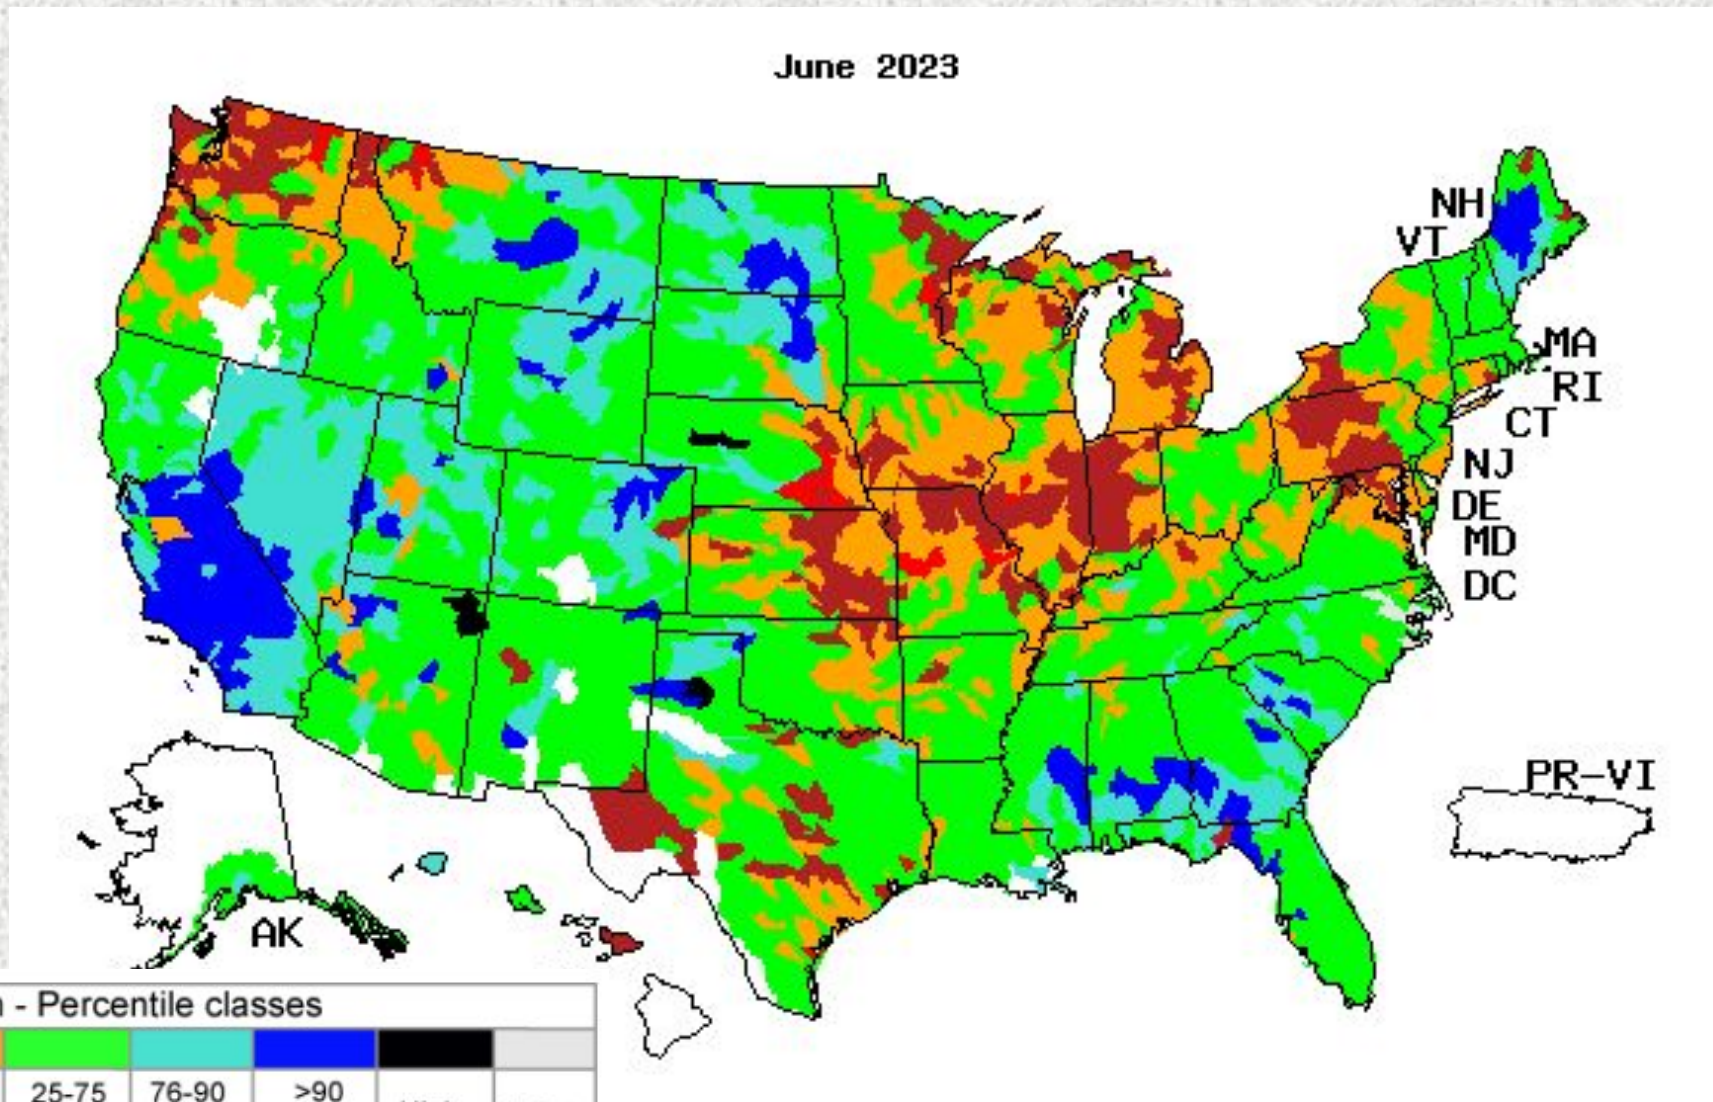 June 2023
NH
VT
MA
RI
CT
NJ
DE
MD
DC
PR-VI
AK
- Percentile classes
25-75 76-90 >90